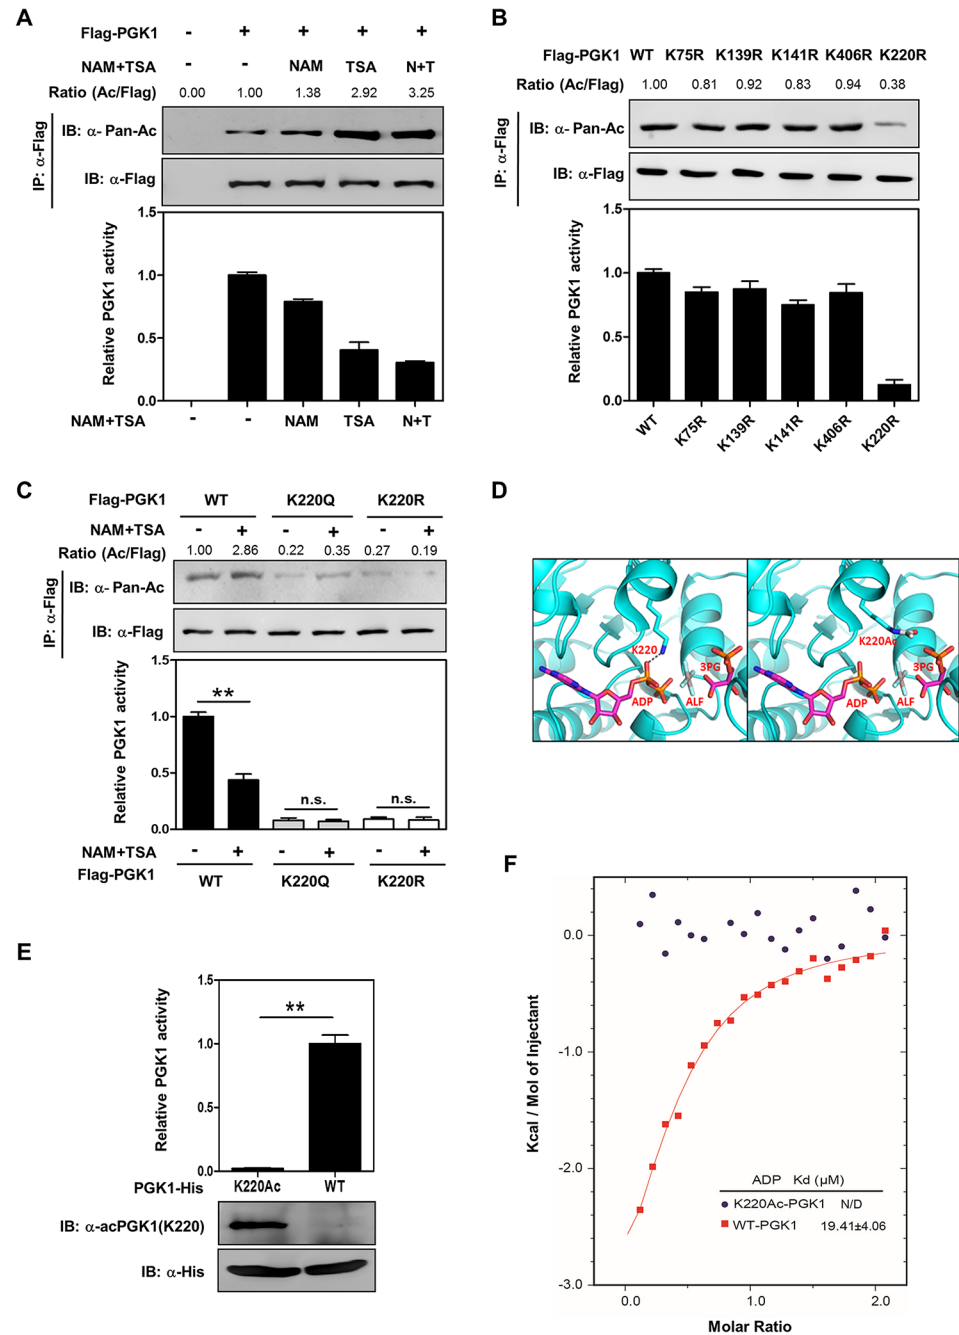 A
Flag-PGK1 - + + + +
NAM+TSA - - NAM TSA N+T
Ratio (Ac/Flag) 0.00 1.00 1.38 2.92 3.25
IP: α-Flag
IB: α- Pan-Ac
IB: α-Flag
Relative PGK1 activity
1.5
1.0
0.5
0.0
NAM+TSA - - NAM TSA N+T
B
Flag-PGK1 WT K75R K139R K141R K406R K220R
Ratio (Ac/Flag) 1.00 0.81 0.92 0.83 0.94 0.38
IP: α-Flag
IB: α- Pan-Ac
IB: α-Flag
Relative PGK1 activity
1.5
1.0
0.5
0.0
WT K75R K139R K141R K406R K220R
C
Flag-PGK1 WT K220Q K220R
NAM+TSA - + - + - +
Ratio (Ac/Flag) 1.00 2.86 0.22 0.35 0.27 0.19
IP: α-Flag
IB: α- Pan-Ac
IB: α-Flag
Relative PGK1 activity
1.5
1.0
0.5
0.0
** n.s. n.s.
NAM+TSA - + - + - +
Flag-PGK1 WT K220Q K220R
D
K220 3PG ADP ALF
K220Ac 3PG ADP ALF
E
Relative PGK1 activity
1.5
1.0
0.5
0.0
**
PGK1-His K220Ac WT
IB: α-acPGK1(K220)
IB: α-His
F
Kcal / Mol of Injectant
0.0
-1.0
-2.0
-3.0
ADP Kd (µM)
K220Ac-PGK1 N/D
WT-PGK1 19.41±4.06
0.0 1.0 2.0
Molar Ratio